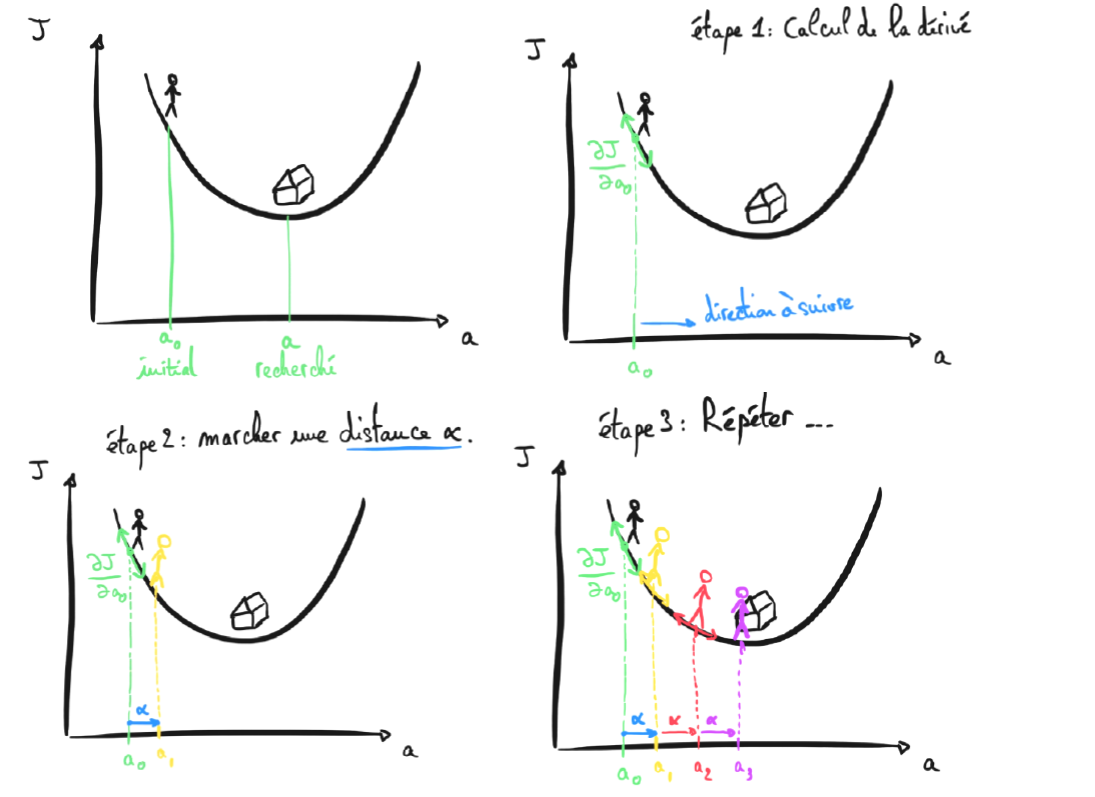 J
a₀
initial
a
recherché
a
étape 1: Calcul de la dérivé
J
∂J
∂a₀
direction à suivre
a₀
a
étape 2: marcher une distance α.
J
∂J
∂a₀
α
a₀
a₁
a
étape 3: Répéter ...
J
∂J
∂a₀
α
α
α
a₀
a₁
a₂
a₃
a